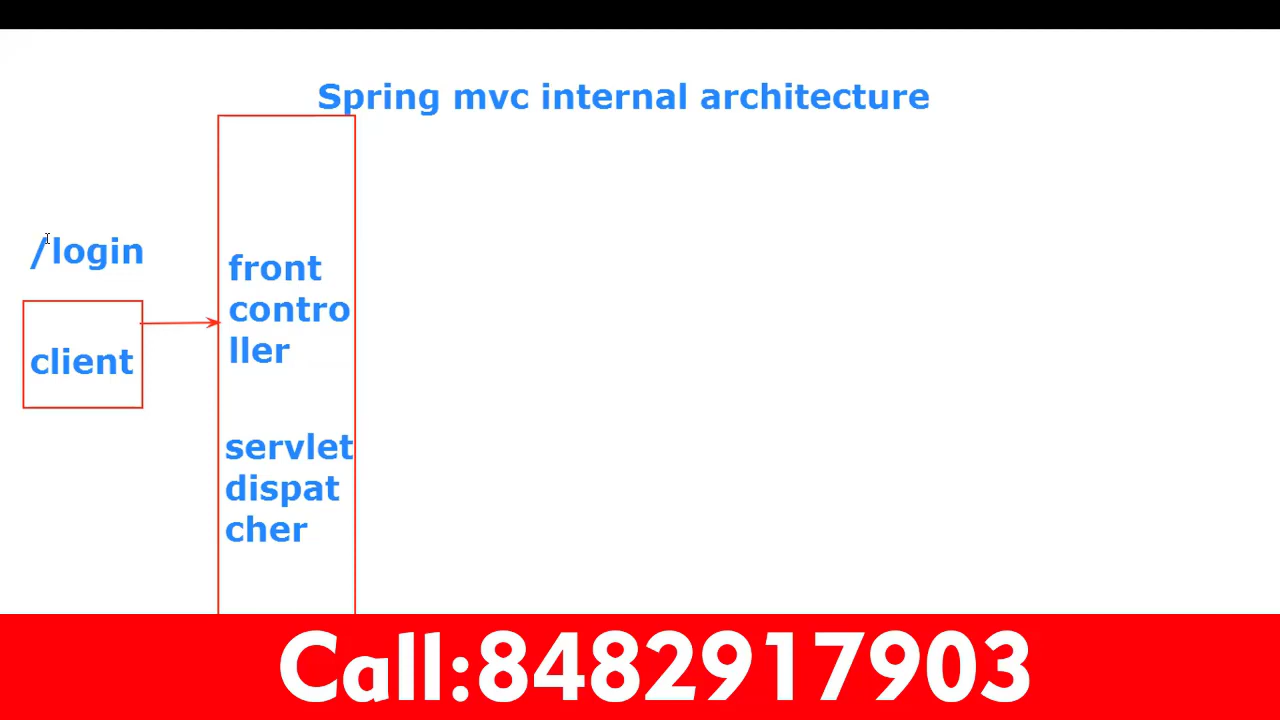 Spring mvc internal architecture
/login
client
front
contro
ller
servlet
dispat
cher
Call:8482917903